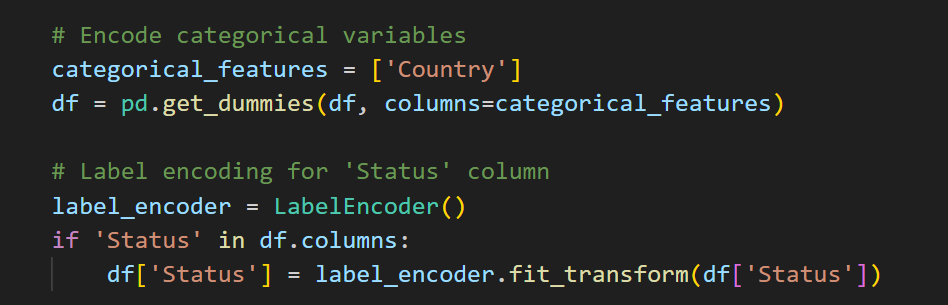 # Encode categorical variables
categorical_features = ['Country']
df = pd.get_dummies(df, columns=categorical_features)
# Label encoding for 'Status' column
label_encoder = LabelEncoder()
if 'Status' in df.columns:
df['Status'] = label_encoder.fit_transform(df['Status'])